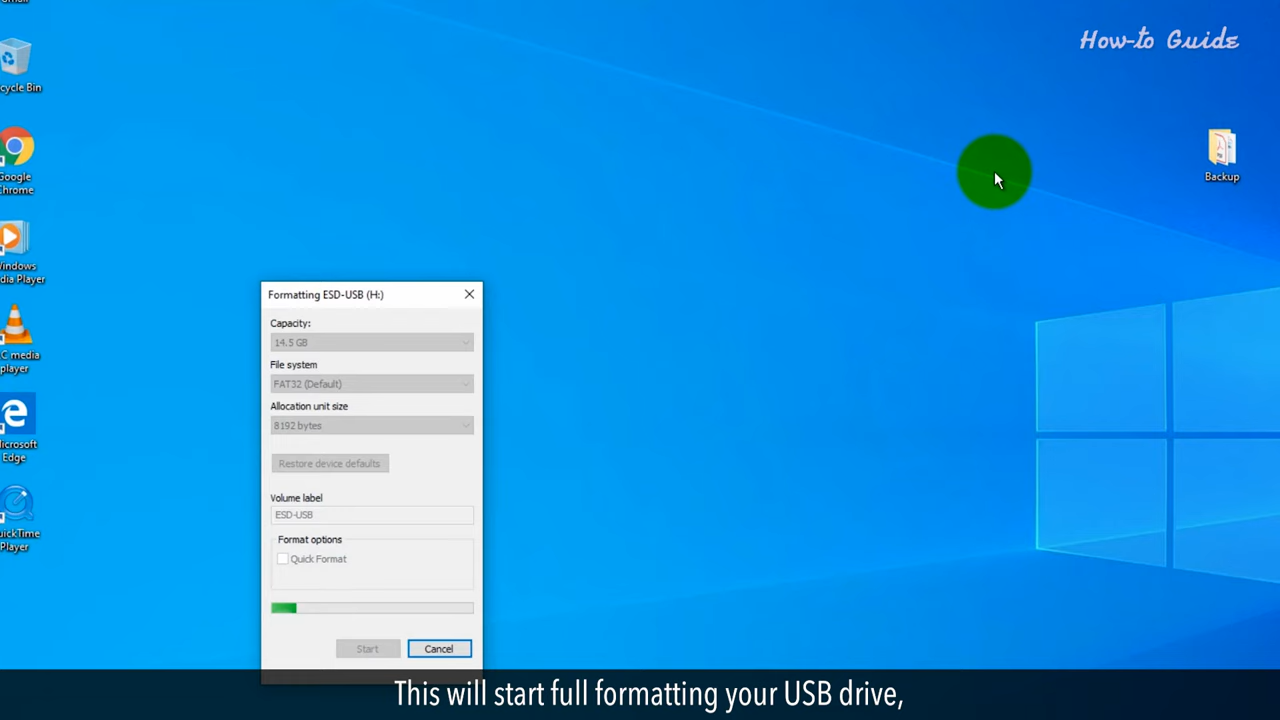 How-to Guide
cycle Bin
Google
Chrome
Windows
dia Player
C media
player
Microsoft
Edge
uickTime
Player
Backup
Formatting ESD-USB (H:)
Capacity:
14.5 GB
File system
FAT32 (Default)
Allocation unit size
8192 bytes
Restore device defaults
Volume label
ESD-USB
Format options
Quick Format
Start
Cancel
This will start full formatting your USB drive,